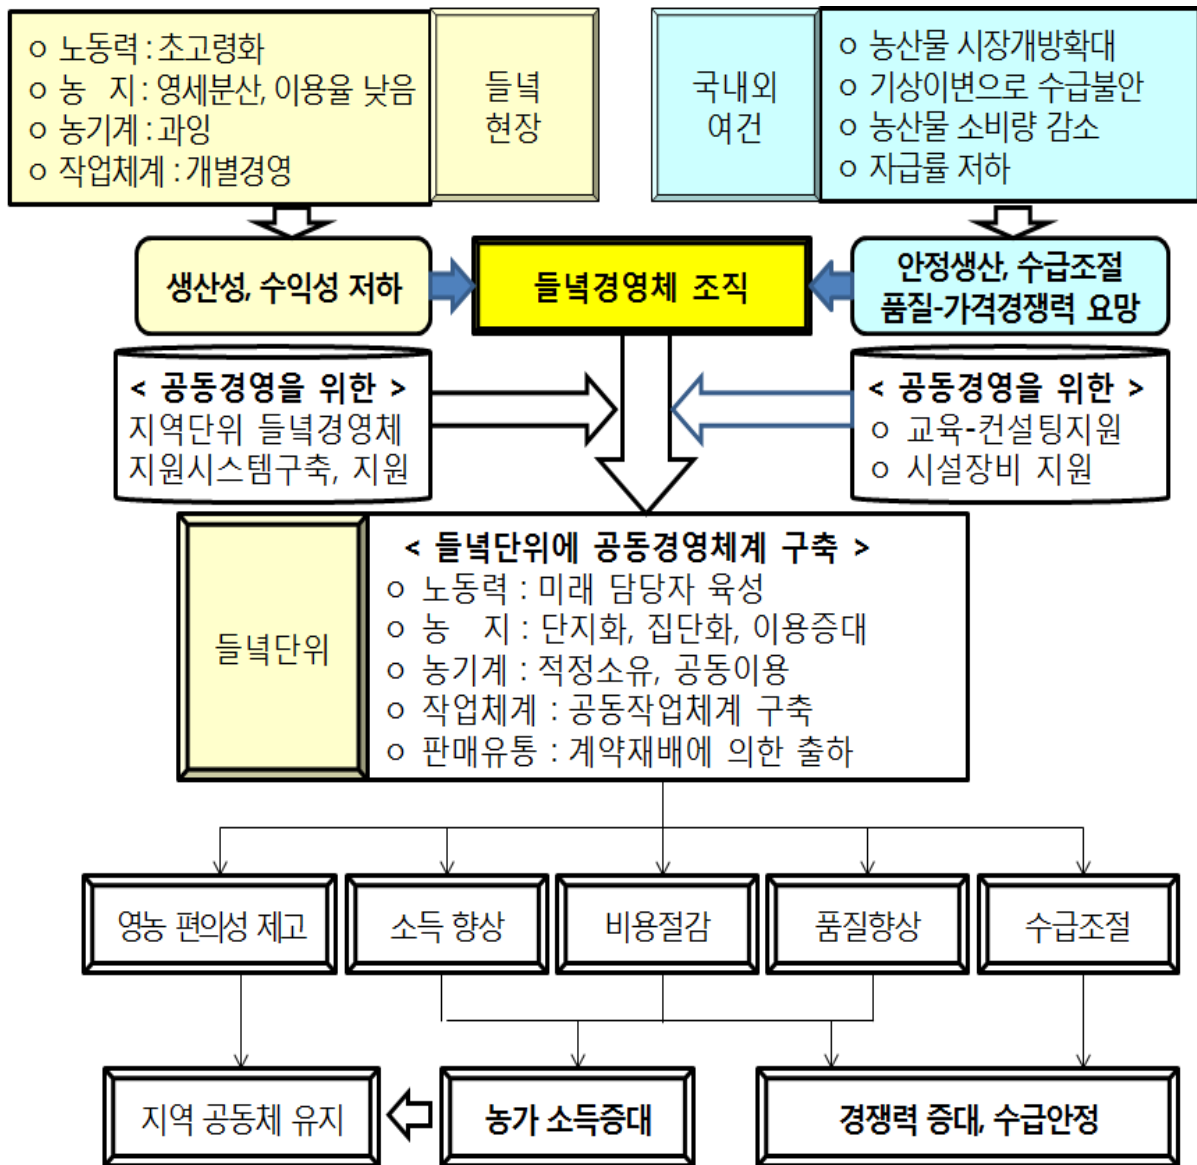 ㅇ 노동력 : 초고령화
ㅇ 농 지 : 영세분산, 이용율 낮음
ㅇ 농기계 : 과잉
ㅇ 작업체계 : 개별경영
들녘
현장
국내외
여건
ㅇ 농산물 시장개방확대
ㅇ 기상이변으로 수급불안
ㅇ 농산물 소비량 감소
ㅇ 자급률 저하
생산성, 수익성 저하
들녘경영체 조직
안정생산, 수급조절
품질-가격경쟁력 요망
< 공동경영을 위한 >
지역단위 들녘경영체
지원시스템구축, 지원
< 공동경영을 위한 >
ㅇ 교육-컨설팅지원
ㅇ 시설장비 지원
들녘단위
< 들녘단위에 공동경영체계 구축 >
ㅇ 노동력 : 미래 담당자 육성
ㅇ 농 지 : 단지화, 집단화, 이용증대
ㅇ 농기계 : 적정소유, 공동이용
ㅇ 작업체계 : 공동작업체계 구축
ㅇ 판매유통 : 계약재배에 의한 출하
영농 편의성 제고
소득 향상
비용절감
품질향상
수급조절
지역 공동체 유지
농가 소득증대
경쟁력 증대, 수급안정